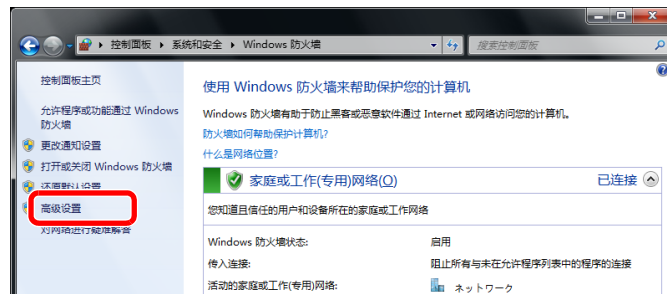 控制面板 ▸ 系统和安全 ▸ Windows 防火墙
搜索控制面板
控制面板主页
允许程序或功能通过 Windows
防火墙
更改通知设置
打开或关闭 Windows 防火墙
还原默认设置
高级设置
对网络进行疑难解答
使用 Windows 防火墙来帮助保护您的计算机
Windows 防火墙有助于防止黑客或恶意软件通过 Internet 或网络访问您的计算机。
防火墙如何帮助保护计算机?
什么是网络位置?
家庭或工作(专用)网络(O)
已连接
您知道且信任的用户和设备所在的家庭或工作网络
Windows 防火墙状态:
启用
传入连接:
阻止所有与未在允许程序列表中的程序的连接
活动的家庭或工作(专用)网络:
ネットワーク